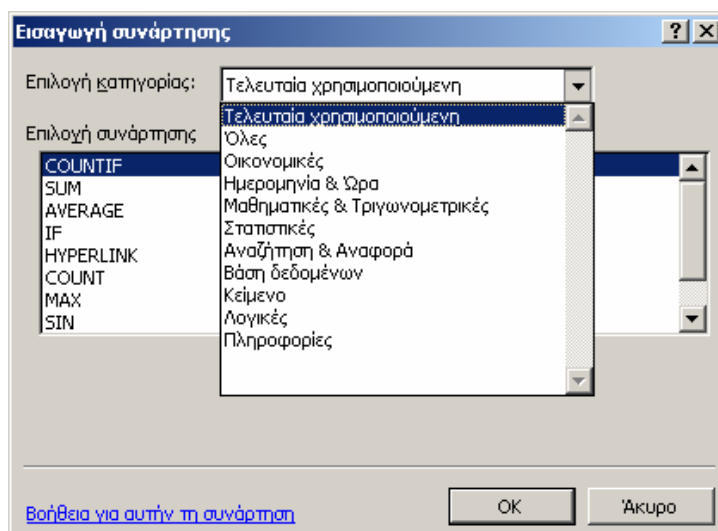 Εισαγωγή συνάρτησης
Επιλογή κατηγορίας: Τελευταία χρησιμοποιούμενη
Τελευταία χρησιμοποιούμενη
Όλες
Οικονομικές
Ημερομηνία & Ώρα
Μαθηματικές & Τριγωνομετρικές
Στατιστικές
Αναζήτηση & Αναφορά
Βάση δεδομένων
Κείμενο
Λογικές
Πληροφορίες
Επιλοχή συνάρτησης
COUNTIF
SUM
AVERAGE
IF
HYPERLINK
COUNT
MAX
SIN
Βοήθεια για αυτήν τη συνάρτηση
OK
Άκυρο